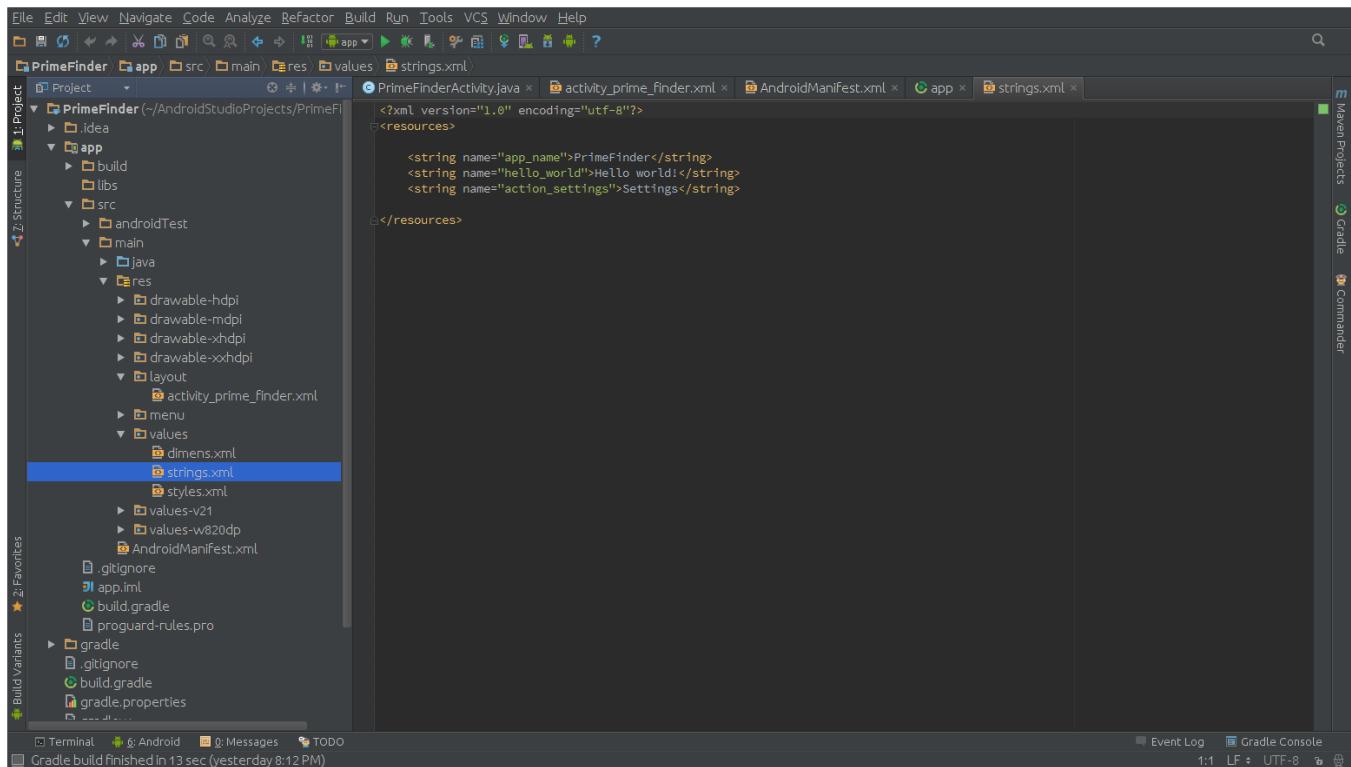 File Edit View Navigate Code Analyze Refactor Build Run Tools VCS Window Help
app
PrimeFinder app src main res values strings.xml
Project
PrimeFinderActivity.java × activity_prime_finder.xml × AndroidManifest.xml × app × strings.xml ×
1: Project
Z: Structure
2: Favorites
Build Variants
PrimeFinder (~/AndroidStudioProjects/PrimeFi
.idea
app
build
libs
src
androidTest
main
java
res
drawable-hdpi
drawable-mdpi
drawable-xhdpi
drawable-xxhdpi
layout
activity_prime_finder.xml
menu
values
dimens.xml
strings.xml
styles.xml
values-v21
values-w820dp
AndroidManifest.xml
.gitignore
app.iml
build.gradle
proguard-rules.pro
gradle
.gitignore
build.gradle
gradle.properties
<?xml version="1.0" encoding="utf-8"?>
<resources>
<string name="app_name">PrimeFinder</string>
<string name="hello_world">Hello world!</string>
<string name="action_settings">Settings</string>
</resources>
m Maven Projects
Gradle
Commander
Terminal 6: Android 0: Messages TODO Event Log Gradle Console
Gradle build finished in 13 sec (yesterday 8:12 PM) 1:1 LF UTF-8